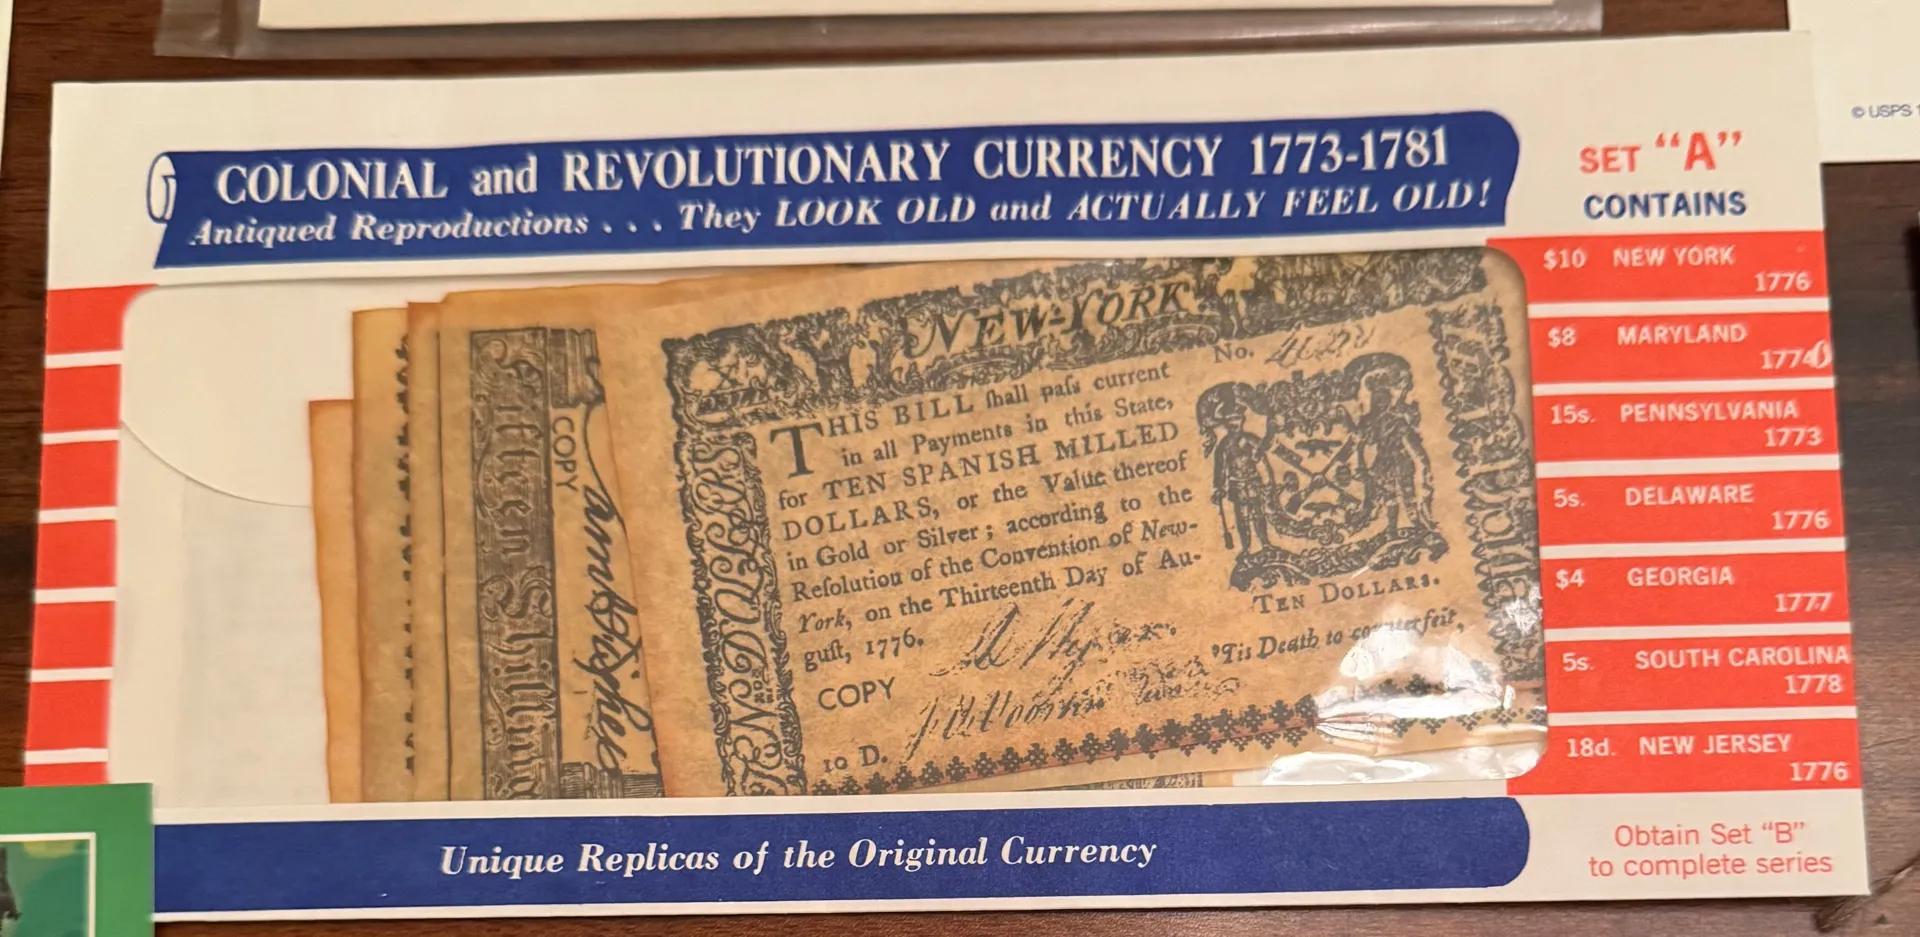 © USPS 1
COLONIAL and REVOLUTIONARY CURRENCY 1773-1781
Antiqued Reproductions . . . They LOOK OLD and ACTUALLY FEEL OLD!
SET "A"
CONTAINS
$10 NEW YORK
1776
$8 MARYLAND
1774
15s. PENNSYLVANIA
1773
5s. DELAWARE
1776
$4 GEORGIA
1777
5s. SOUTH CAROLINA
1778
18d. NEW JERSEY
1776
Obtain Set "B"
to complete series
Fifteen Shillings
COPY
NEW-YORK
No.
THIS BILL ſhall paſs current
in all Payments in this State,
for TEN SPANISH MILLED
DOLLARS, or the Value thereof
in Gold or Silver; according to the
Reſolution of the Convention of New-
York, on the Thirteenth Day of Au-
guſt, 1776.
COPY
10 D.
TEN DOLLARS.
'Tis Death to counterfeit,
Unique Replicas of the Original Currency